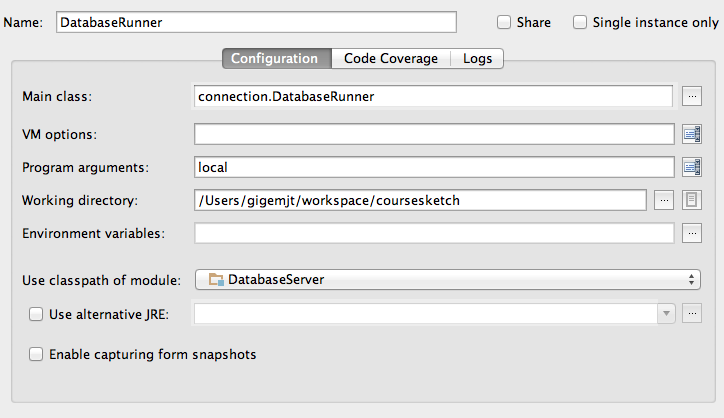 Name: DatabaseRunner Share Single instance only
Configuration Code Coverage Logs
Main class: connection.DatabaseRunner ...
VM options:
Program arguments: local
Working directory: /Users/gigemjt/workspace/coursesketch ...
Environment variables: ...
Use classpath of module: DatabaseServer
Use alternative JRE: ...
Enable capturing form snapshots